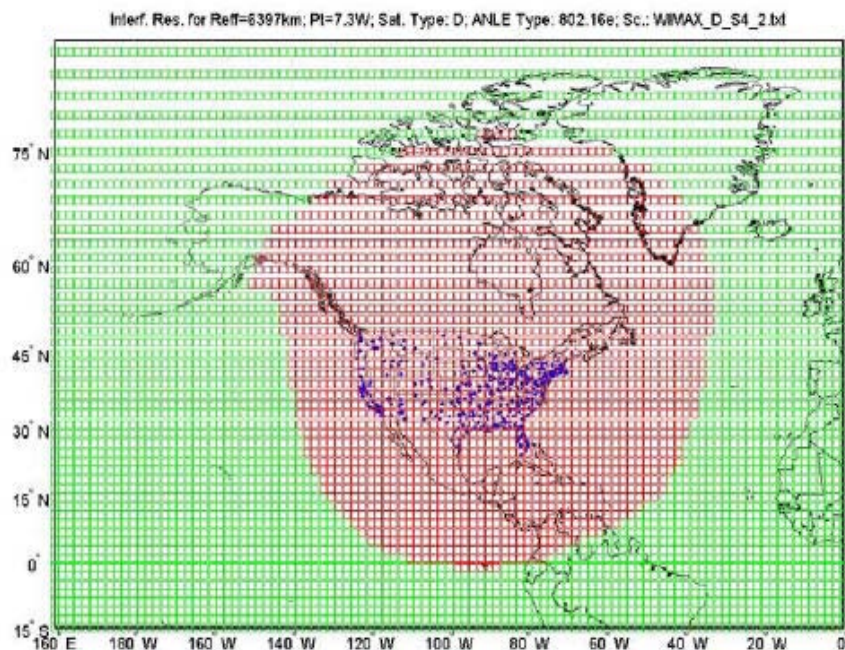 Interf. Res. for Reff=6397km; Pt=7.3W; Sat. Type: D; ANLE Type: 802.16e; Sc.: WIMAX_D_S4_2.txt
75° N
60° N
45° N
30° N
15° N
0°
15° S
160° E 180° W 160° W 140° W 120° W 100° W 80° W 60° W 40° W 20° W 0°